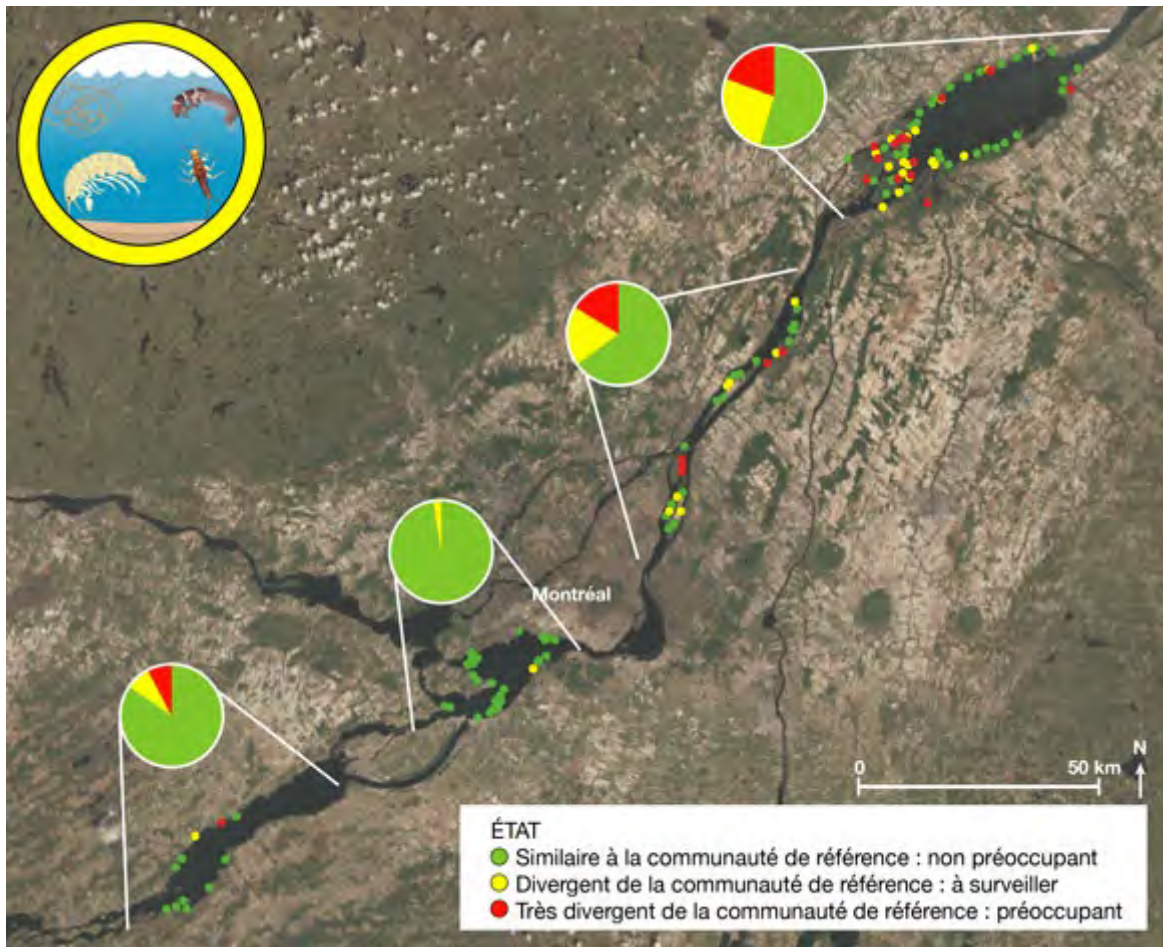 Montréal
0 50 km
N
ÉTAT
Similaire à la communauté de référence : non préoccupant
Divergent de la communauté de référence : à surveiller
Très divergent de la communauté de référence : préoccupant